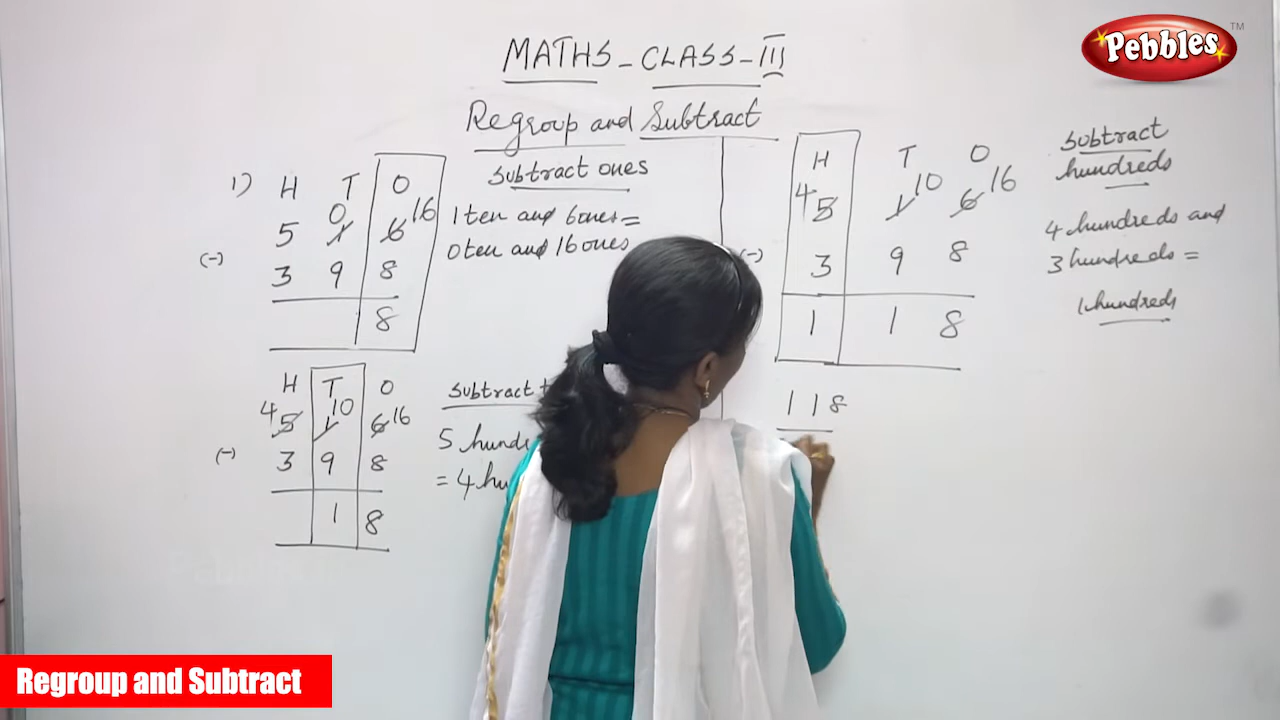 Pebbles™
MATHS - CLASS - III
Regroup and Subtract
1) H T O
0 16
5 1 6
(-) 3 9 8
8
Subtract ones
1 ten and 6 ones =
0 ten and 16 ones
H T O
4 10 16
5 1 6
(-) 3 9 8
1 8
Subtract
5
= 4
H T O
4 10 16
5 1 6
(-) 3 9 8
1 1 8
118
Subtract
hundreds
4 hundreds and
3 hundreds =
1 hundreds
Regroup and Subtract